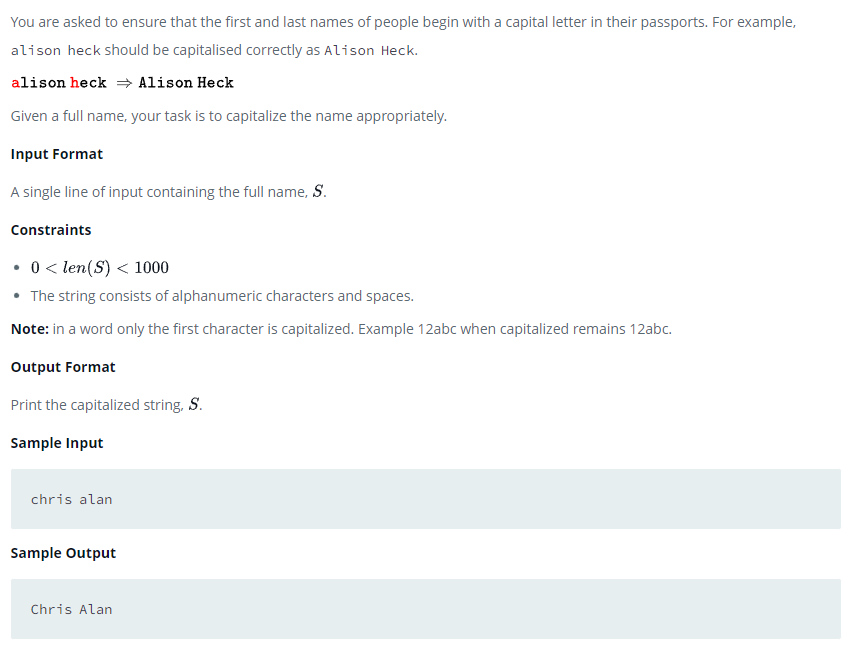 You are asked to ensure that the first and last names of people begin with a capital letter in their passports. For example,
alison heck should be capitalised correctly as Alison Heck.
alison heck ⇒ Alison Heck
Given a full name, your task is to capitalize the name appropriately.
Input Format
A single line of input containing the full name, S.
Constraints
• 0 < len(S) < 1000
• The string consists of alphanumeric characters and spaces.
Note: in a word only the first character is capitalized. Example 12abc when capitalized remains 12abc.
Output Format
Print the capitalized string, S.
Sample Input
chris alan
Sample Output
Chris Alan